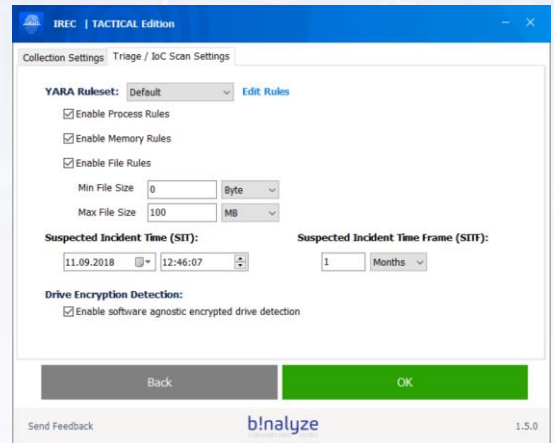 IREC | TACTICAL Edition
Collection Settings Triage / IoC Scan Settings
YARA Ruleset: Default Edit Rules
Enable Process Rules
Enable Memory Rules
Enable File Rules
Min File Size 0 Byte
Max File Size 100 MB
Suspected Incident Time (SIT): Suspected Incident Time Frame (SITF):
11.09.2018 12:46:07 1 Months
Drive Encryption Detection:
Enable software agnostic encrypted drive detection
Back OK
Send Feedback b!nalyze 1.5.0